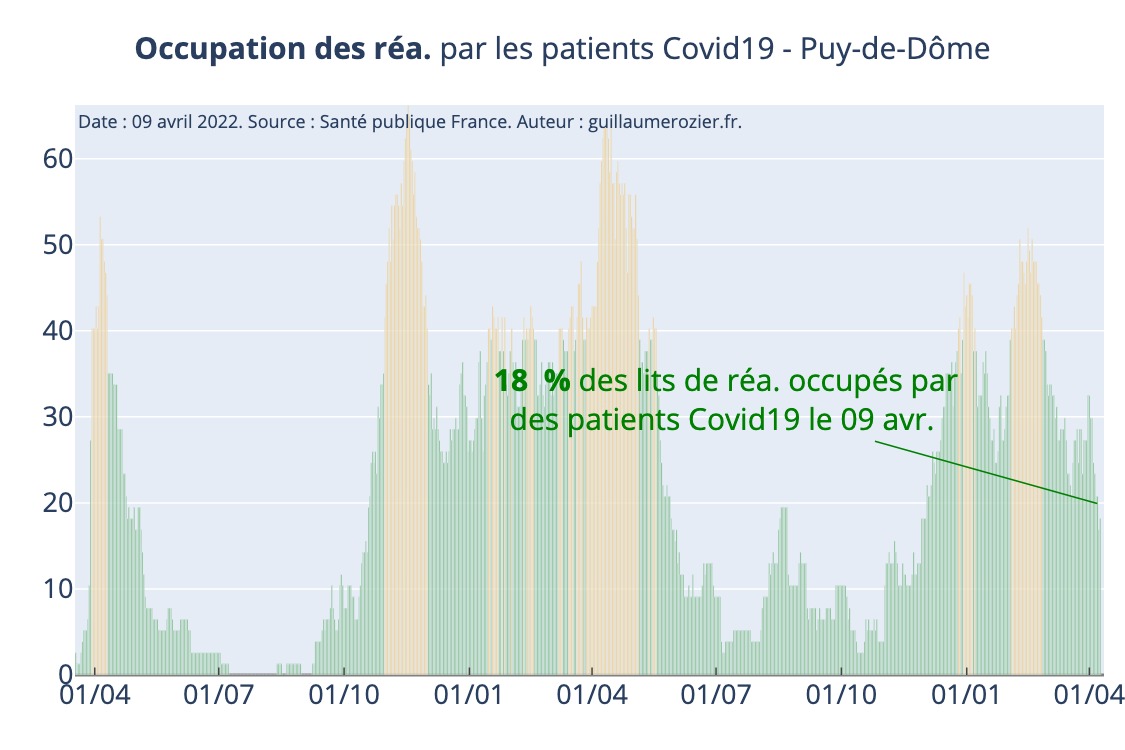 Occupation des réa. par les patients Covid19 - Puy-de-Dôme
Date : 09 avril 2022. Source : Santé publique France. Auteur : guillaumerozier.fr.
60
50
40
18 % des lits de réa. occupés par
des patients Covid19 le 09 avr.
30
20
10
0
01/04 01/07 01/10 01/01 01/04 01/07 01/10 01/01 01/04